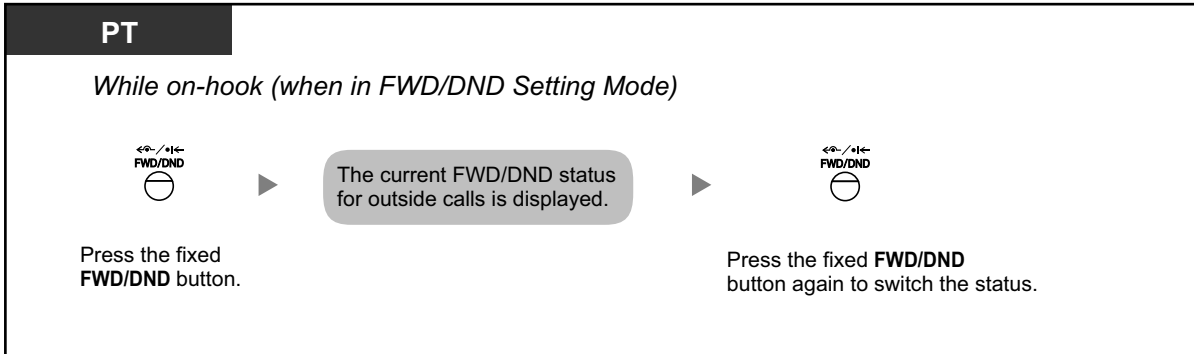 PT
While on-hook (when in FWD/DND Setting Mode)
FWD/DND
The current FWD/DND status
for outside calls is displayed.
FWD/DND
Press the fixed
FWD/DND button.
Press the fixed FWD/DND
button again to switch the status.